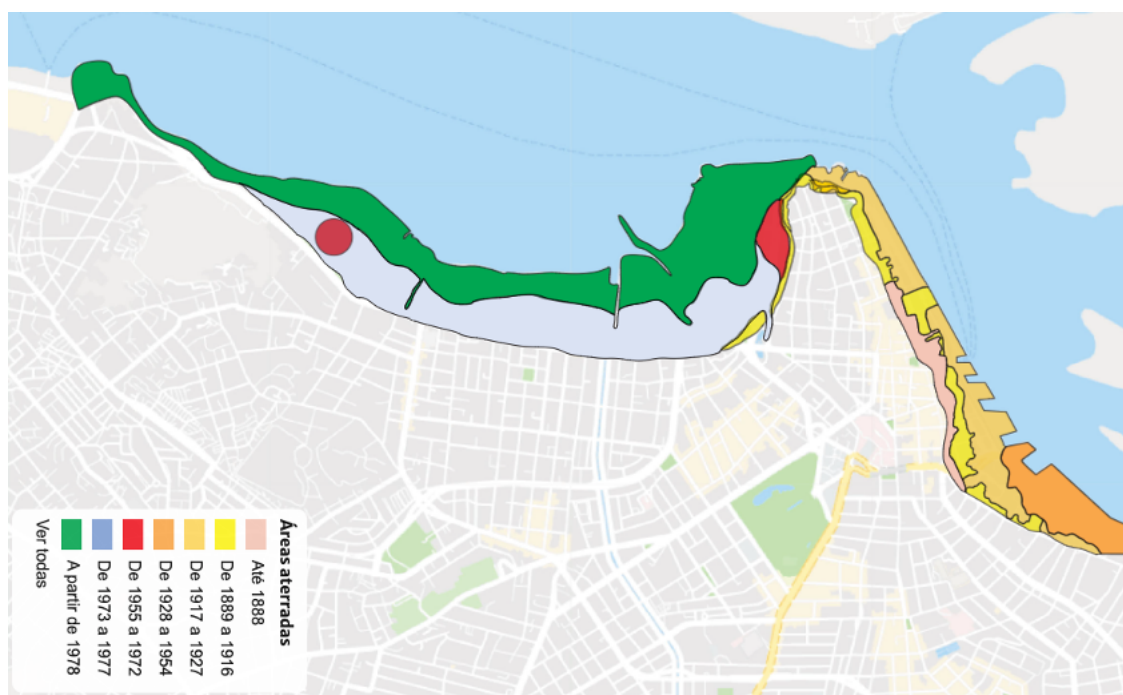 Áreas aterradas
Até 1888
De 1889 a 1916
De 1917 a 1927
De 1928 a 1954
De 1955 a 1972
De 1973 a 1977
A partir de 1978
Ver todas